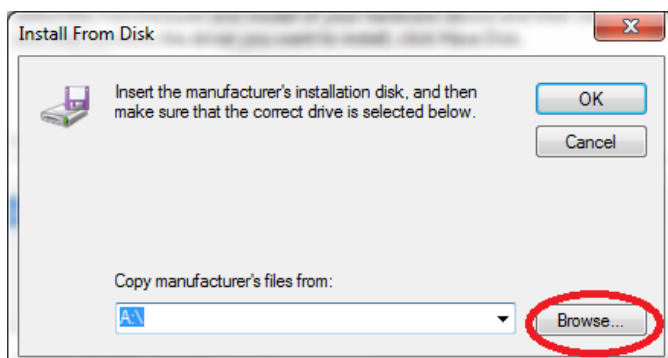 Install From Disk
Insert the manufacturer's installation disk, and then
make sure that the correct drive is selected below.
OK
Cancel
Copy manufacturer's files from:
A:\
Browse...